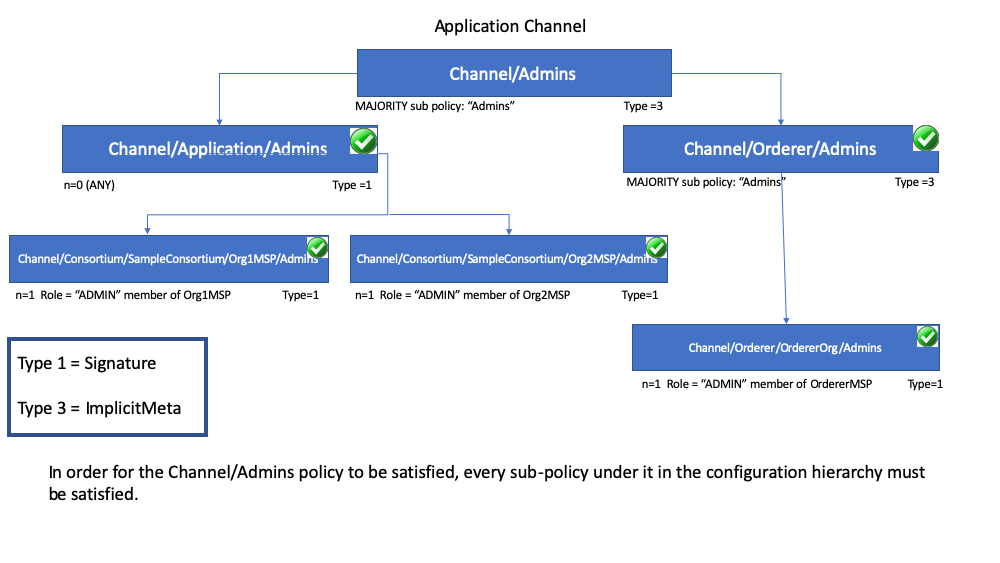 Application Channel
Channel/Admins
MAJORITY sub policy: “Admins” Type =3
Channel/Application/Admins
n=0 (ANY) Type =1
Channel/Orderer/Admins
MAJORITY sub policy: “Admins” Type =3
Channel/Consortium/SampleConsortium/Org1MSP/Admins
n=1 Role = “ADMIN” member of Org1MSP Type=1
Channel/Consortium/SampleConsortium/Org2MSP/Admins
n=1 Role = “ADMIN” member of Org2MSP Type=1
Channel/Orderer/OrdererOrg/Admins
n=1 Role = “ADMIN” member of OrdererMSP Type=1
Type 1 = Signature
Type 3 = ImplicitMeta
In order for the Channel/Admins policy to be satisfied, every sub-policy under it in the configuration hierarchy must
be satisfied.